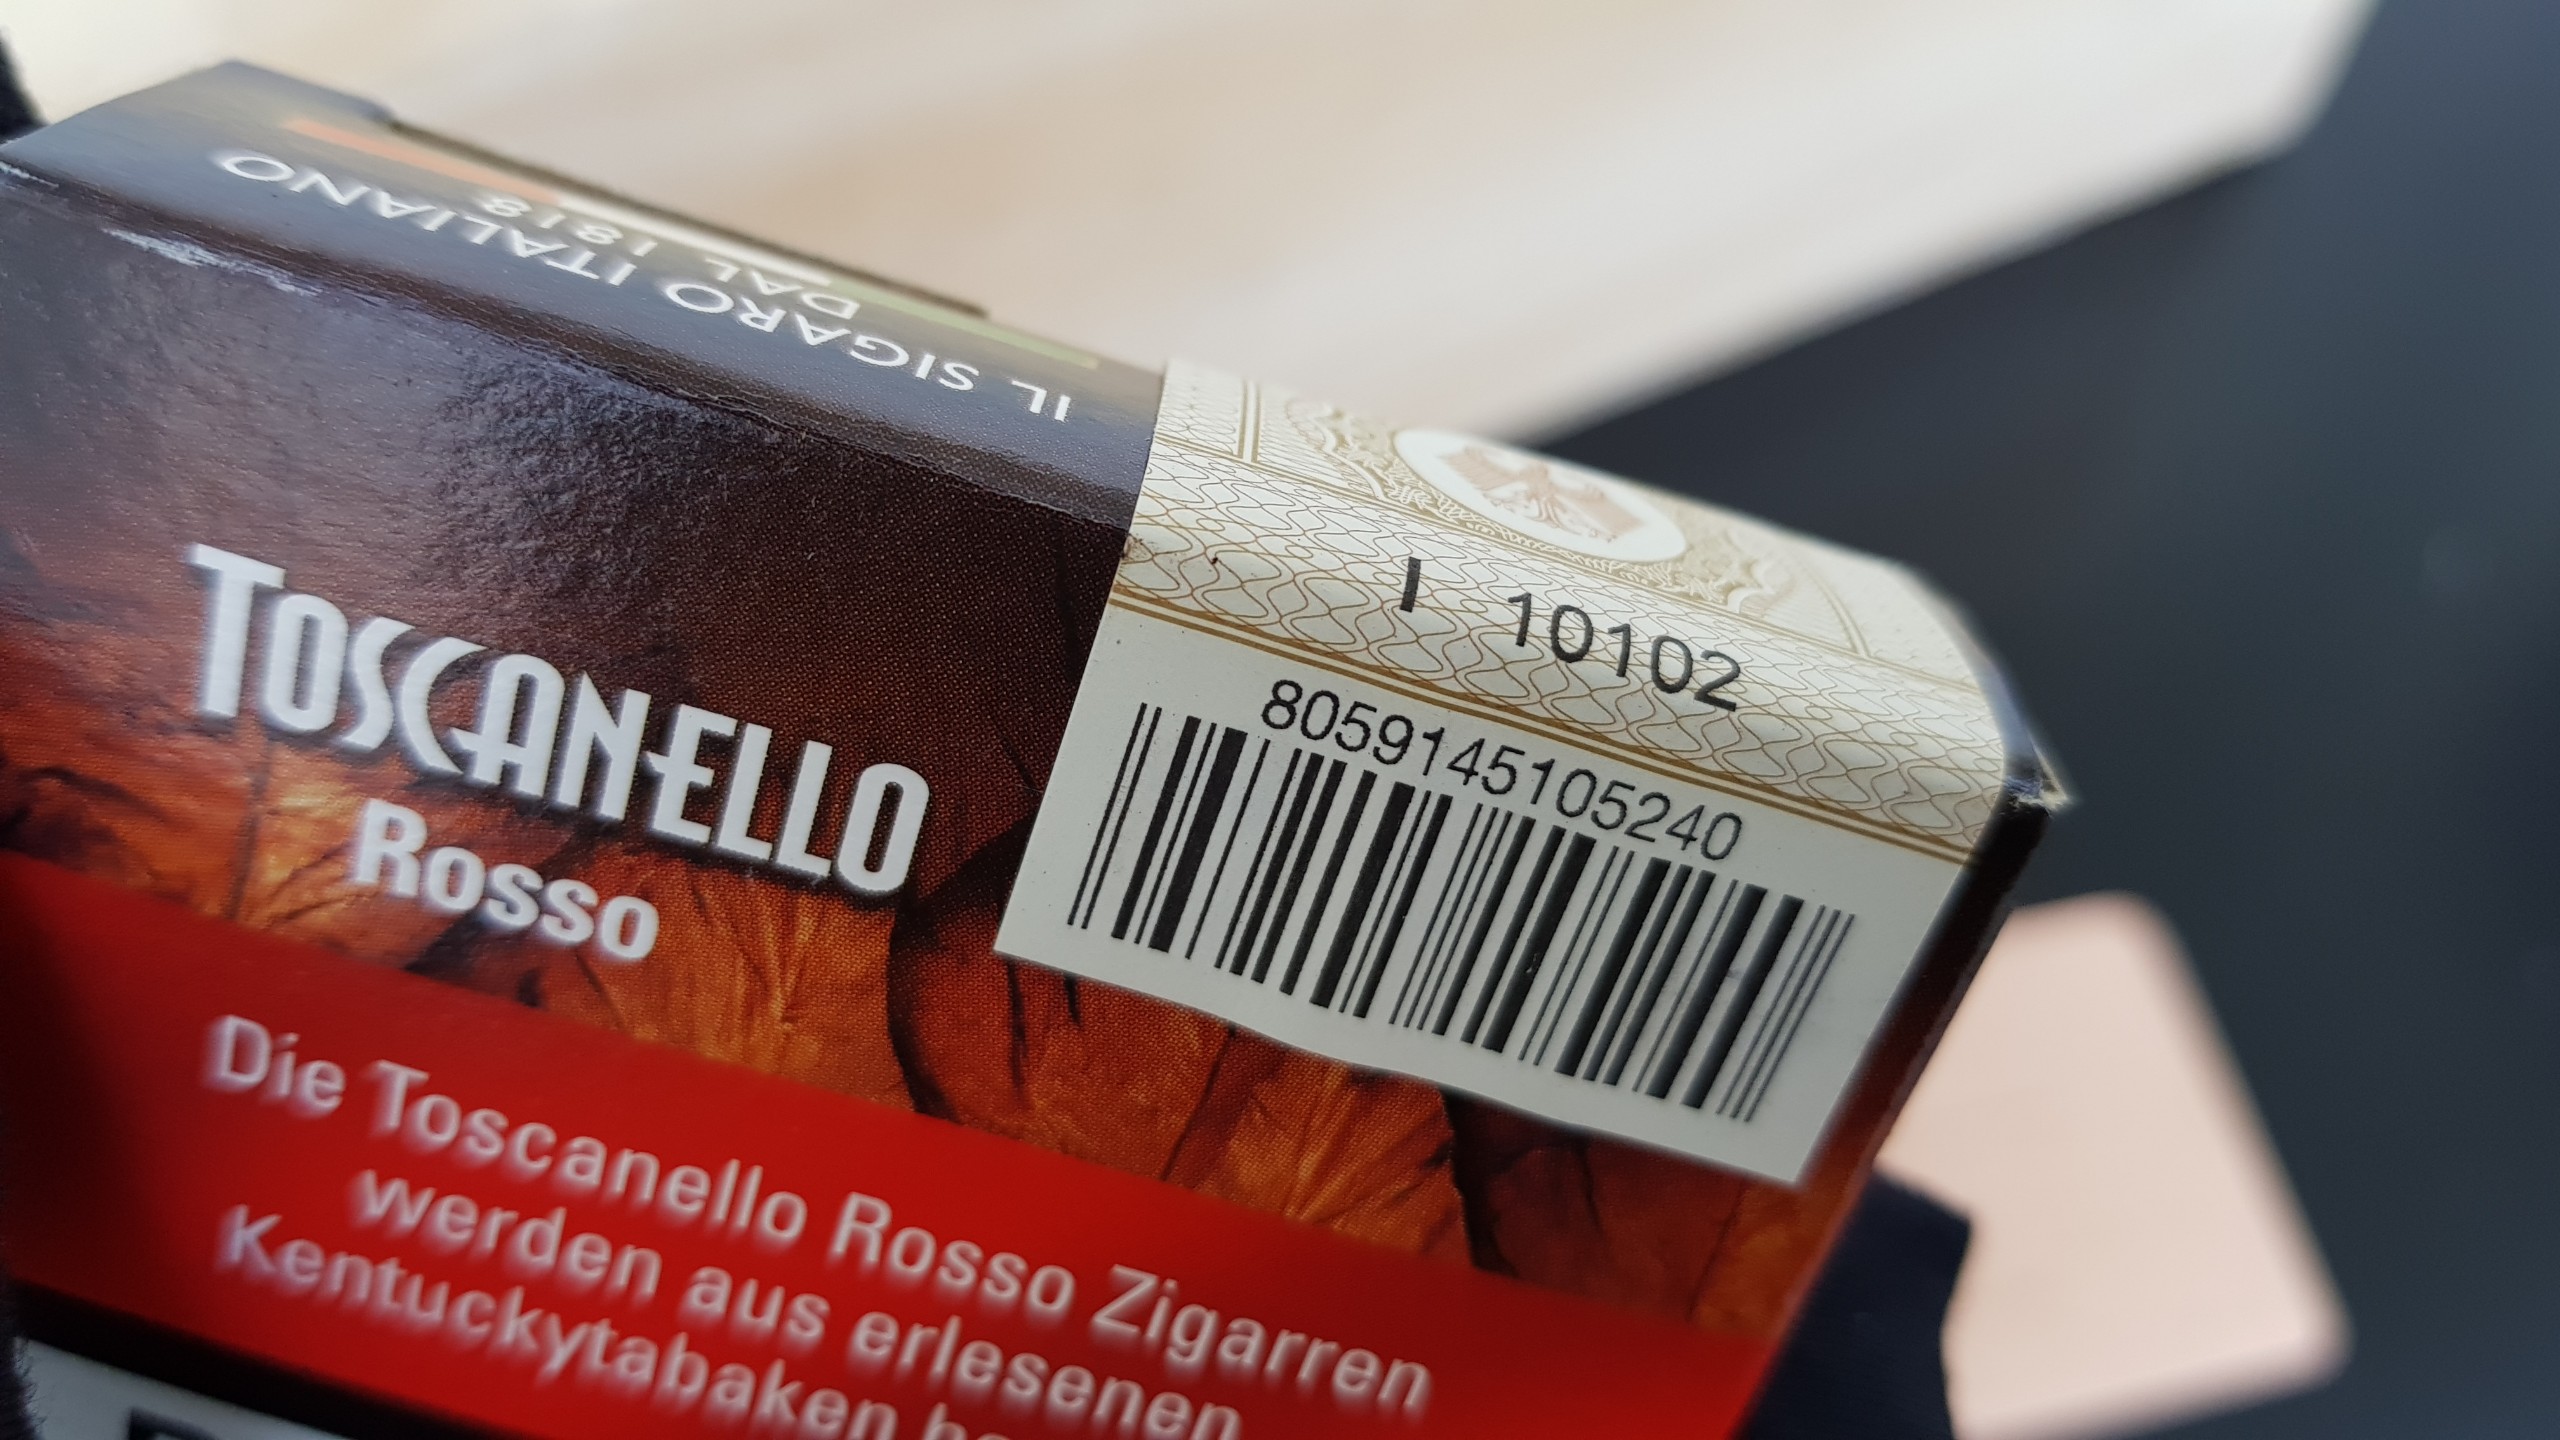 IL SIGARO ITALIANO
DAL 1818
I 10102
8059145105240
TOSCANELLO
ROSSO
Die Toscanello Rosso Zigarren
werden aus erlesenen
Kentuckytabaken